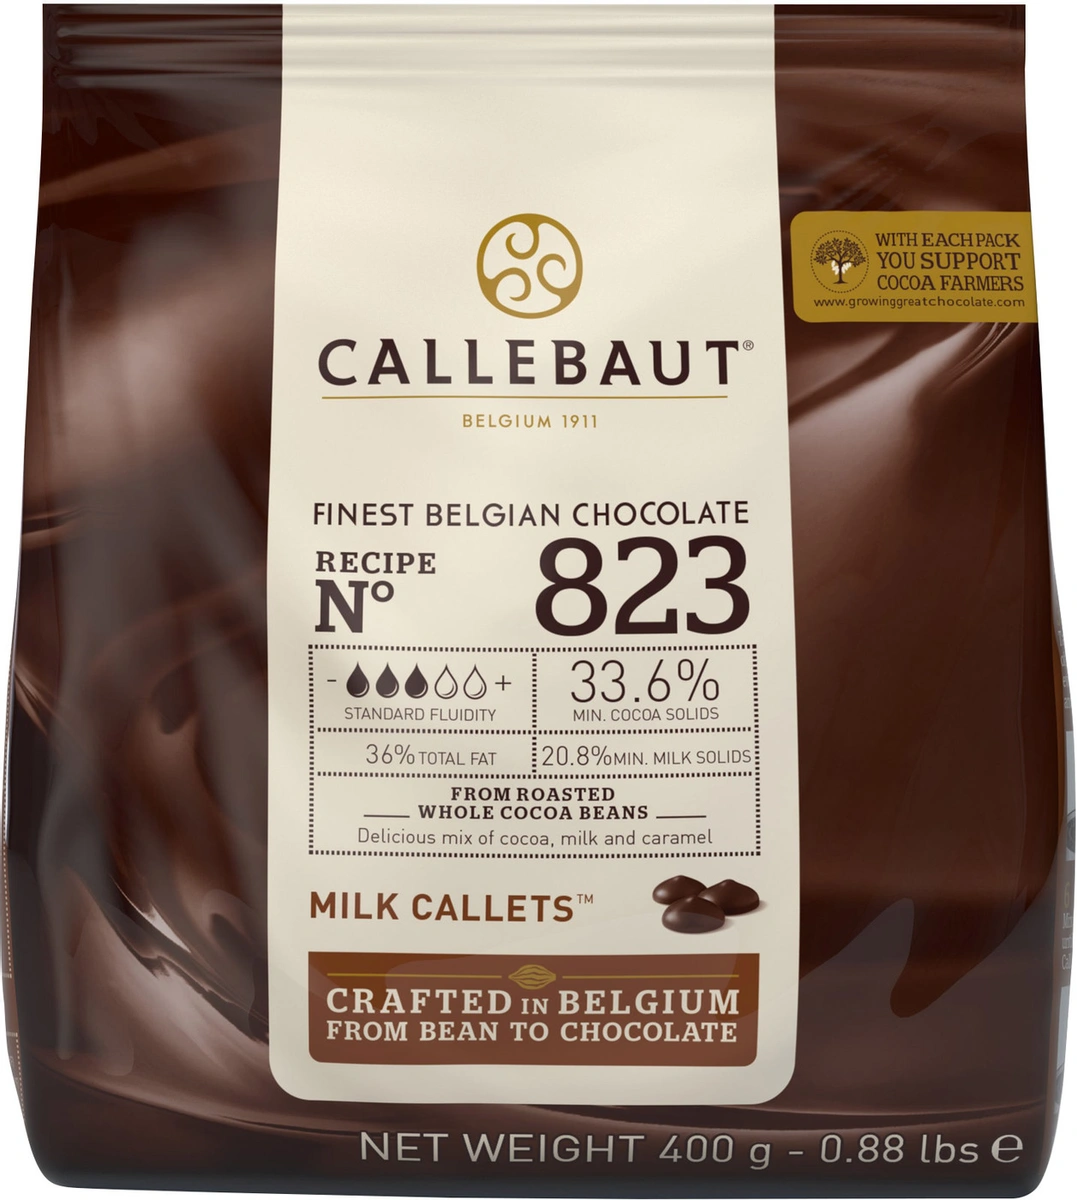 WITH EACH PACK
YOU SUPPORT
COCOA FARMERS
www.growinggreatchocolate.com
CALLEBAUT®
BELGIUM 1911
FINEST BELGIAN CHOCOLATE
RECIPE
Nº 823
- +
STANDARD FLUIDITY
33.6%
MIN. COCOA SOLIDS
36% TOTAL FAT
20.8% MIN. MILK SOLIDS
FROM ROASTED
WHOLE COCOA BEANS
Delicious mix of cocoa, milk and caramel
MILK CALLETS™
CRAFTED IN BELGIUM
FROM BEAN TO CHOCOLATE
NET WEIGHT 400 g - 0.88 lbs ℮